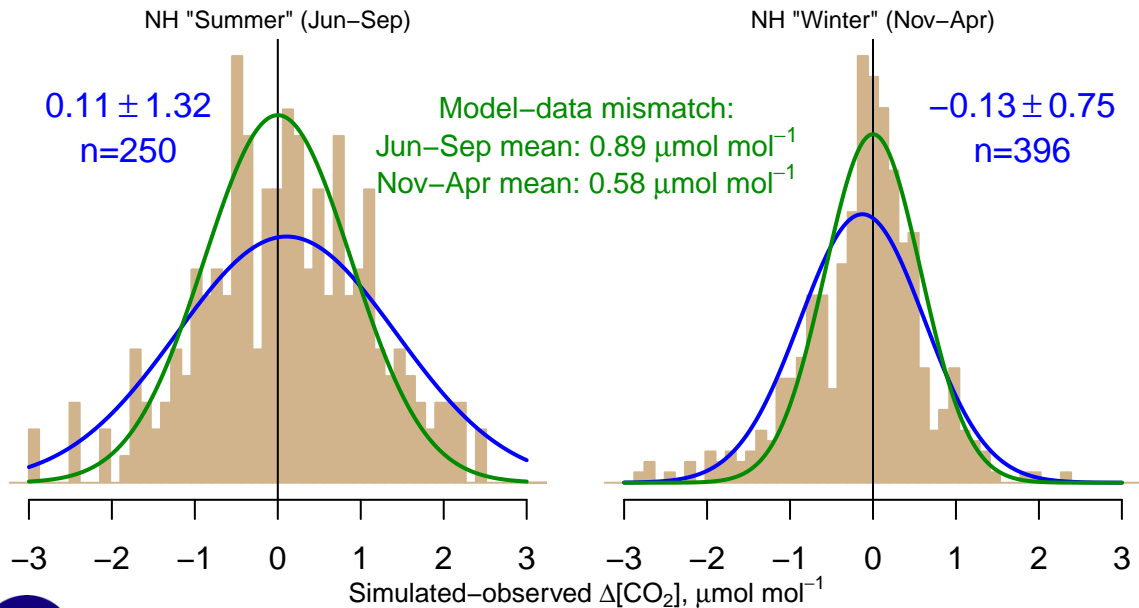 NH "Summer" (Jun−Sep)
0.11 ± 1.32
n=250
Model−data mismatch:
Jun−Sep mean: 0.89 μmol mol⁻¹
Nov−Apr mean: 0.58 μmol mol⁻¹
NH "Winter" (Nov−Apr)
−0.13 ± 0.75
n=396
−3 −2 −1 0 1 2 3
−3 −2 −1 0 1 2 3
Simulated−observed Δ[CO₂], μmol mol⁻¹